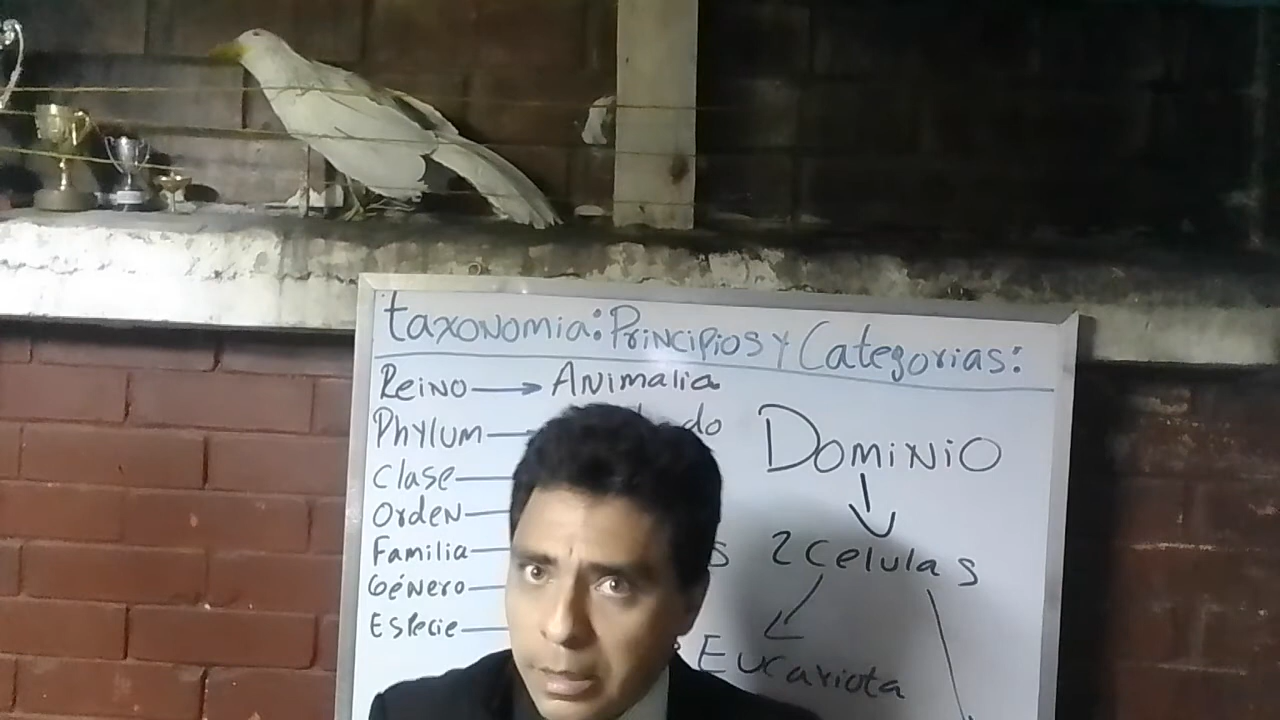 taxonomia: Principios y Categorias:
Reino → Animalia
Phylum
Clase
Orden
Familia
Género
Especie
Dominio
2 Celulas
Eucariota